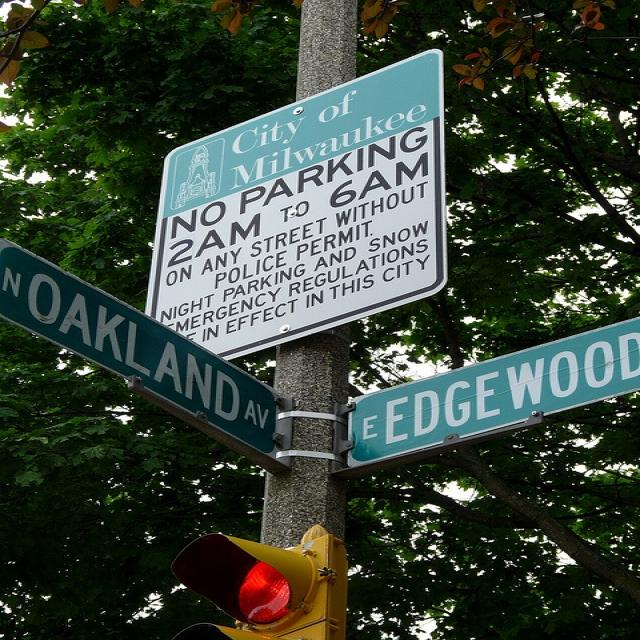 City of
Milwaukee
NO PARKING
2AM TO 6AM
ON ANY STREET WITHOUT
POLICE PERMIT
NIGHT PARKING AND SNOW
EMERGENCY REGULATIONS
IN EFFECT IN THIS CITY
N OAKLAND AV
E EDGEWOOD